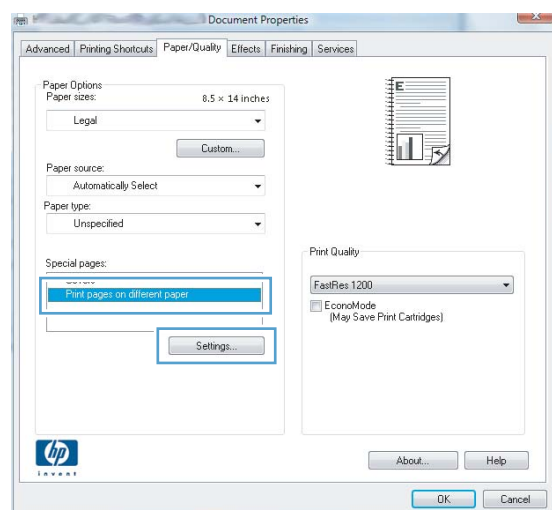 Document Properties
Advanced Printing Shortcuts Paper/Quality Effects Finishing Services
Paper Options
Paper sizes: 8.5 × 14 inches
Legal
Custom...
Paper source:
Automatically Select
Paper type:
Unspecified
Special pages:
Print pages on different paper
Settings...
E
Print Quality
FastRes 1200
EconoMode
(May Save Print Cartridges)
hp
invent
About... Help
OK Cancel